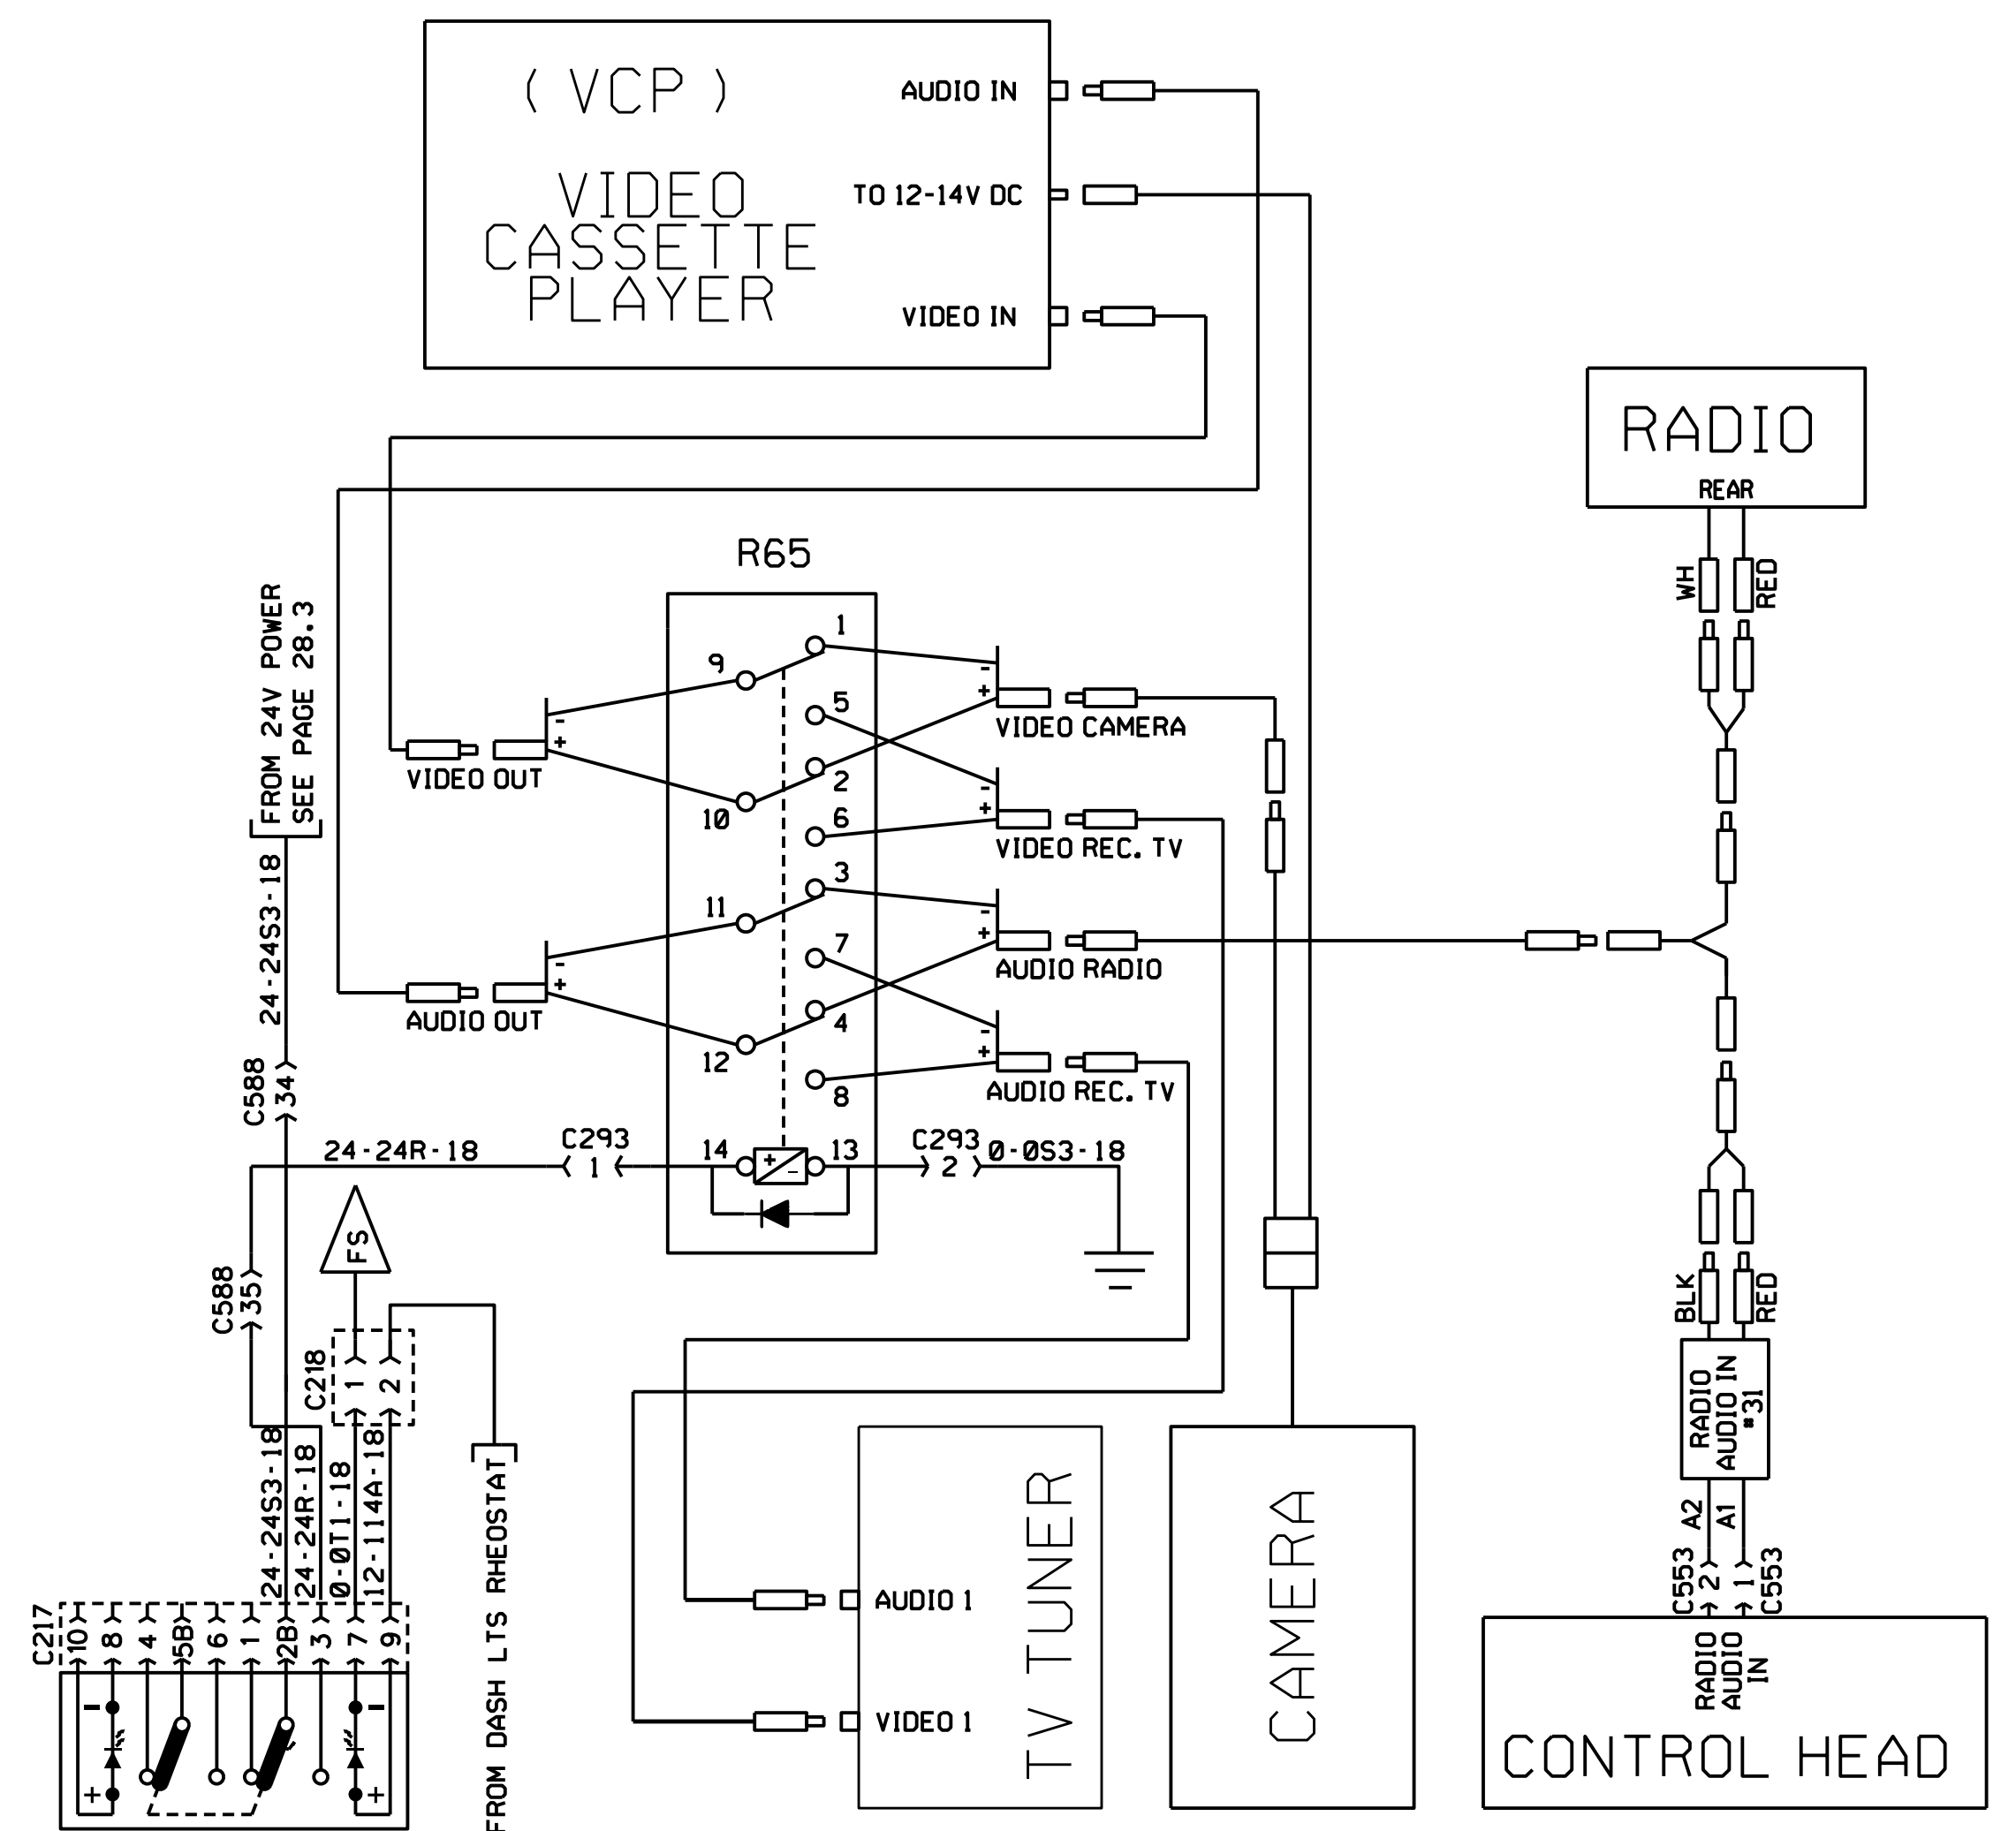 ( VCP )
VIDEO
CASSETTE
PLAYER
AUDIO IN
TO 12-14V DC
VIDEO IN
RADIO
REAR
WH
RED
R65
FROM 24V POWER
SEE PAGE 28.3
24-24S3-18
C588
34
1
9
5
2
10
6
3
11
7
4
12
8
-
+
VIDEO OUT
-
+
AUDIO OUT
-
+
VIDEO CAMERA
-
+
VIDEO REC. TV
-
+
AUDIO RADIO
-
+
AUDIO REC. TV
24-24R-18
C293
1
14
+
-
13
C293
2
0-0S3-18
FS
C588
35
C218
1
2
24-24S3-18
24-24R-18
0-0T1-18
12-114A-18
FROM DASH LTS RHEOSTAT
C217
10
8
4
5B
6
1
2B
3
7
9
-
+
-
+
AUDIO 1
VIDEO 1
TV TUNER
CAMERA
BLK
RED
RADIO
AUDIO IN
"31
A2
A1
C553
2
1
C553
RADIO
AUDIO
IN
CONTROL HEAD